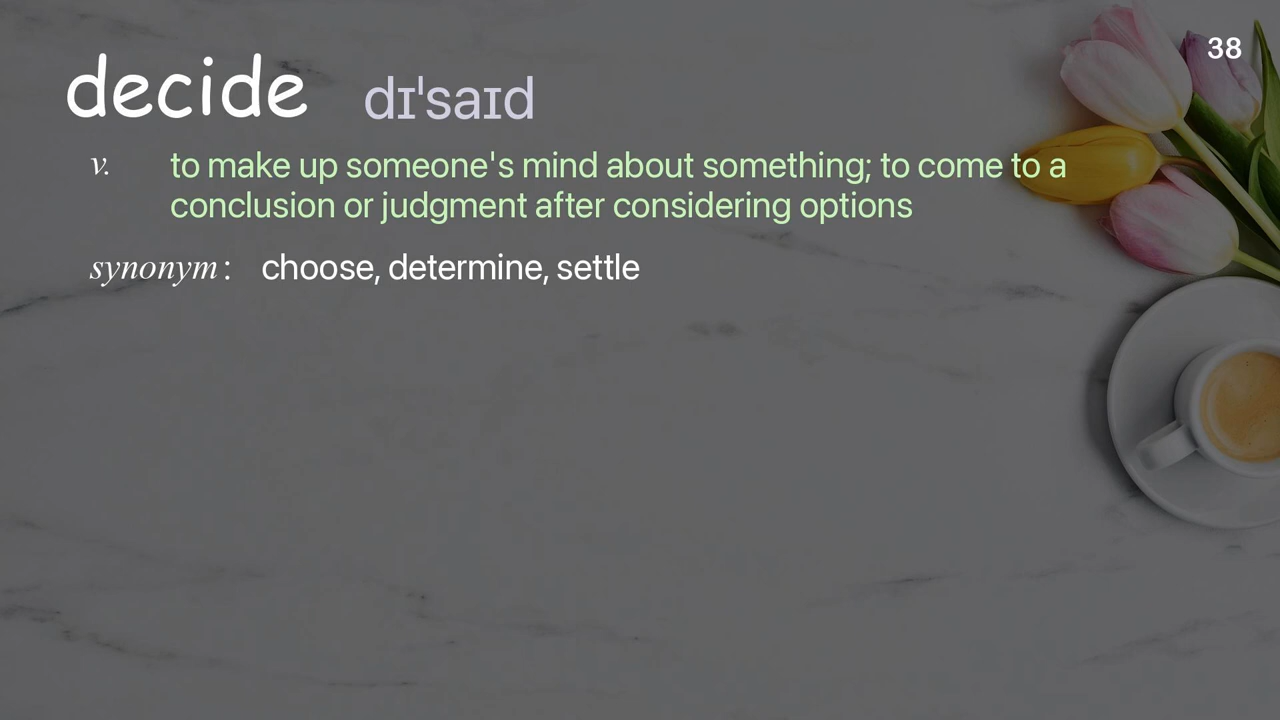 38
decide dɪˈsaɪd
v. to make up someone's mind about something; to come to a
conclusion or judgment after considering options
synonym: choose, determine, settle